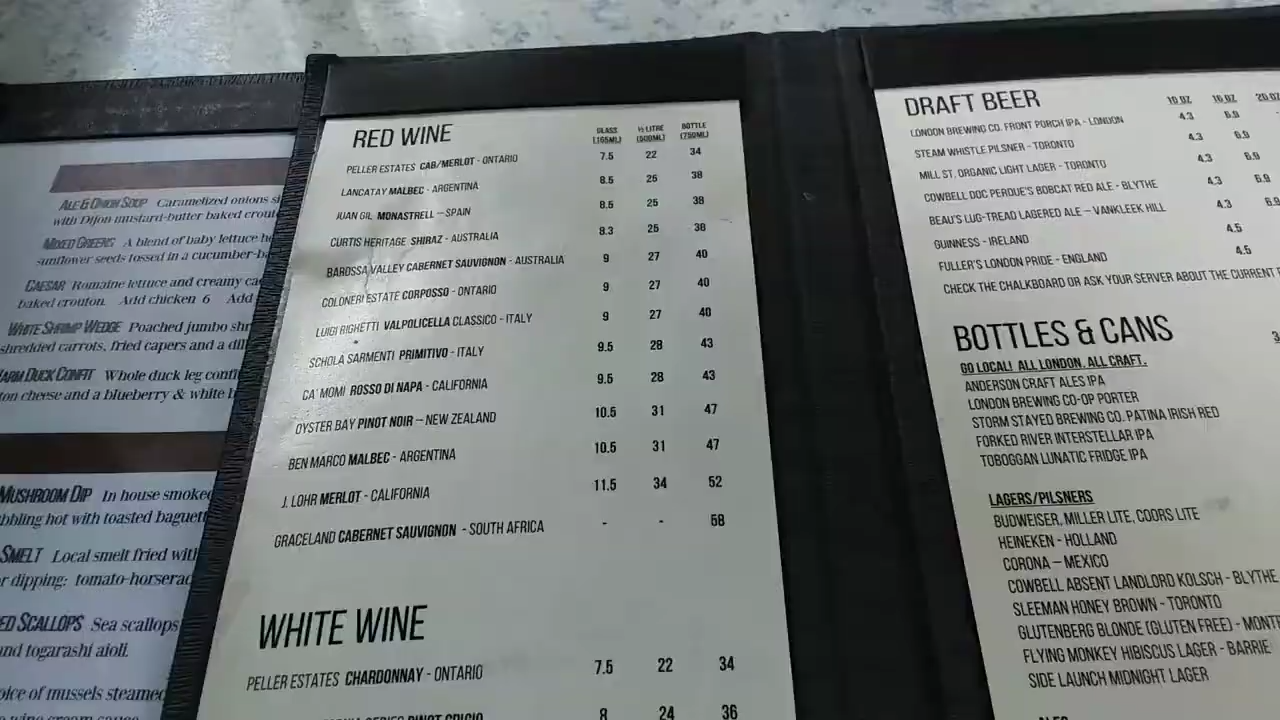 ALE & ONION SOUP Caramelized onions
with Dijon mustard-butter baked
MIXED GREENS A blend of baby lettuce
sunflower seeds tossed in a
CAESAR Romaine lettuce and creamy
baked crouton. Add chicken 6 Add
WHITE SHRIMP WEDGE Poached jumbo
shredded carrots, fried capers and a
DUCK CONFIT Whole duck leg
cheese and a blueberry & white
MUSHROOM DIP In house smoked
hot with toasted
SMELT Local smelt fried with
dipping: tomato-
SCALLOPS Sea scallops
and togarashi aioli.
of mussels steamed
wine cream sauce
RED WINE GLASS (165ML) ½ LITRE (500ML) BOTTLE (750ML)
PELLER ESTATES CAB/MERLOT - ONTARIO 7.5 22 34
LANCATAY MALBEC - ARGENTINA 8.5 25 38
JUAN GIL MONASTRELL – SPAIN 8.5 25 38
CURTIS HERITAGE SHIRAZ - AUSTRALIA 8.3 25 38
BAROSSA VALLEY CABERNET SAUVIGNON - AUSTRALIA 9 27 40
COLONERI ESTATE CORPOSSO - ONTARIO 9 27 40
LUIGI RIGHETTI VALPOLICELLA CLASSICO - ITALY 9 27 40
SCHOLA SARMENTI PRIMITIVO - ITALY 9.5 28 43
CA' MOMI ROSSO DI NAPA - CALIFORNIA 9.5 28 43
OYSTER BAY PINOT NOIR – NEW ZEALAND 10.5 31 47
BEN MARCO MALBEC - ARGENTINA 10.5 31 47
J. LOHR MERLOT - CALIFORNIA 11.5 34 52
GRACELAND CABERNET SAUVIGNON - SOUTH AFRICA - - 58
WHITE WINE
PELLER ESTATES CHARDONNAY - ONTARIO 7.5 22 34
SERIES PINOT GRIGIO 8 24 36
DRAFT BEER 10 OZ 16 OZ 20 OZ
LONDON BREWING CO. FRONT PORCH IPA - LONDON 4.3 6.9
STEAM WHISTLE PILSNER - TORONTO 4.3 6.9
MILL ST. ORGANIC LIGHT LAGER - TORONTO 4.3 6.9
COWBELL DOC PERDUE'S BOBCAT RED ALE - BLYTHE 4.3 6.9
BEAU'S LUG-TREAD LAGERED ALE – VANKLEEK HILL 4.3 6.9
GUINNESS - IRELAND 4.5
FULLER'S LONDON PRIDE - ENGLAND 4.5
CHECK THE CHALKBOARD OR ASK YOUR SERVER ABOUT THE CURRENT
BOTTLES & CANS
GO LOCAL! ALL LONDON. ALL CRAFT.
ANDERSON CRAFT ALES IPA
LONDON BREWING CO-OP PORTER
STORM STAYED BREWING CO. PATINA IRISH RED
FORKED RIVER INTERSTELLAR IPA
TOBOGGAN LUNATIC FRIDGE IPA
LAGERS/PILSNERS
BUDWEISER, MILLER LITE, COORS LITE
HEINEKEN - HOLLAND
CORONA – MEXICO
COWBELL ABSENT LANDLORD KOLSCH - BLYTHE
SLEEMAN HONEY BROWN - TORONTO
GLUTENBERG BLONDE (GLUTEN FREE) -
FLYING MONKEY HIBISCUS LAGER - BARRIE
SIDE LAUNCH MIDNIGHT LAGER
ALES